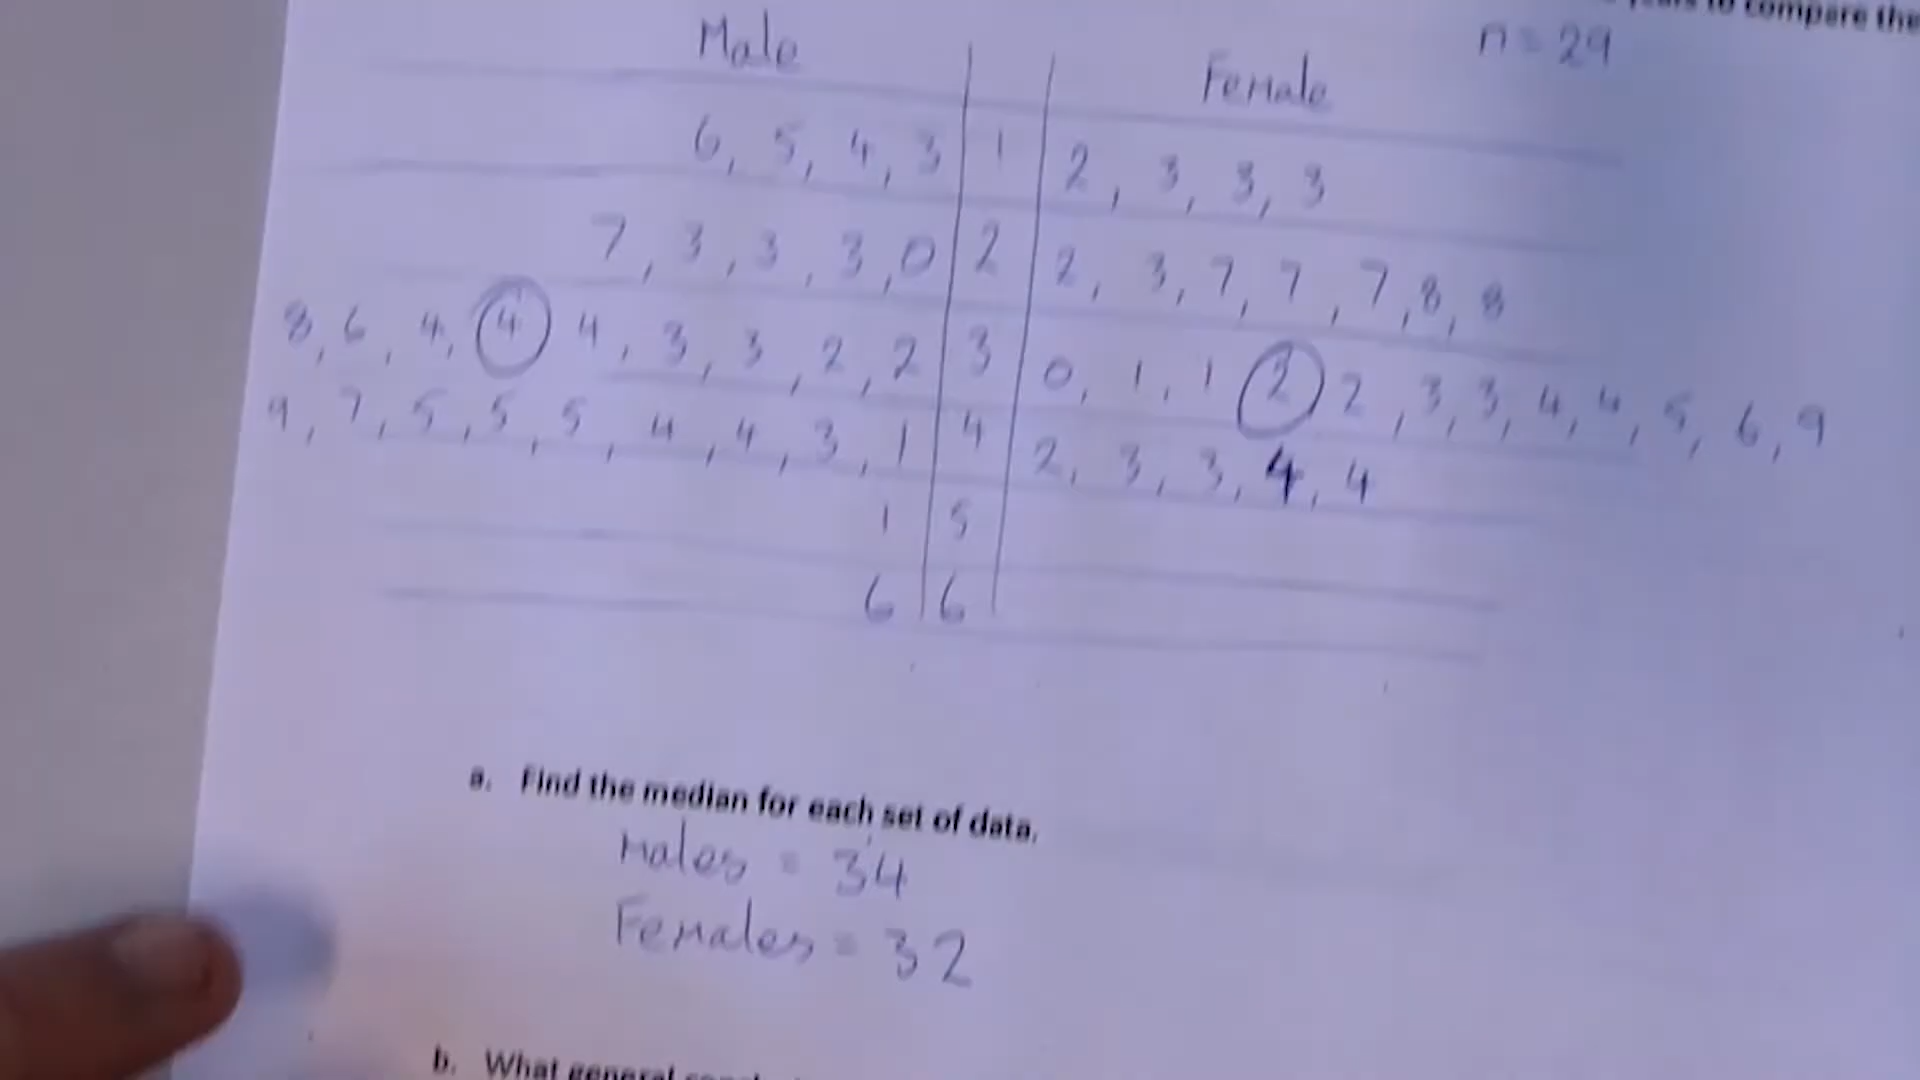 to compare the
n = 29
Male Female
6, 5, 4, 3 | 1 | 2, 3, 3, 3
7, 3, 3, 3, 0 | 2 | 2, 3, 7, 7, 7, 8, 8
8, 6, 4, 4 4, 3, 3, 2, 2 | 3 | 0, 1, 1 2 2, 3, 3, 4, 4, 5, 6, 9
9, 7, 5, 5, 5, 4, 4, 3, 1 | 4 | 2, 3, 3, 4, 4
1 | 5 |
6 | 6 |
a. Find the median for each set of data.
Males = 34
Females = 32
b. What general